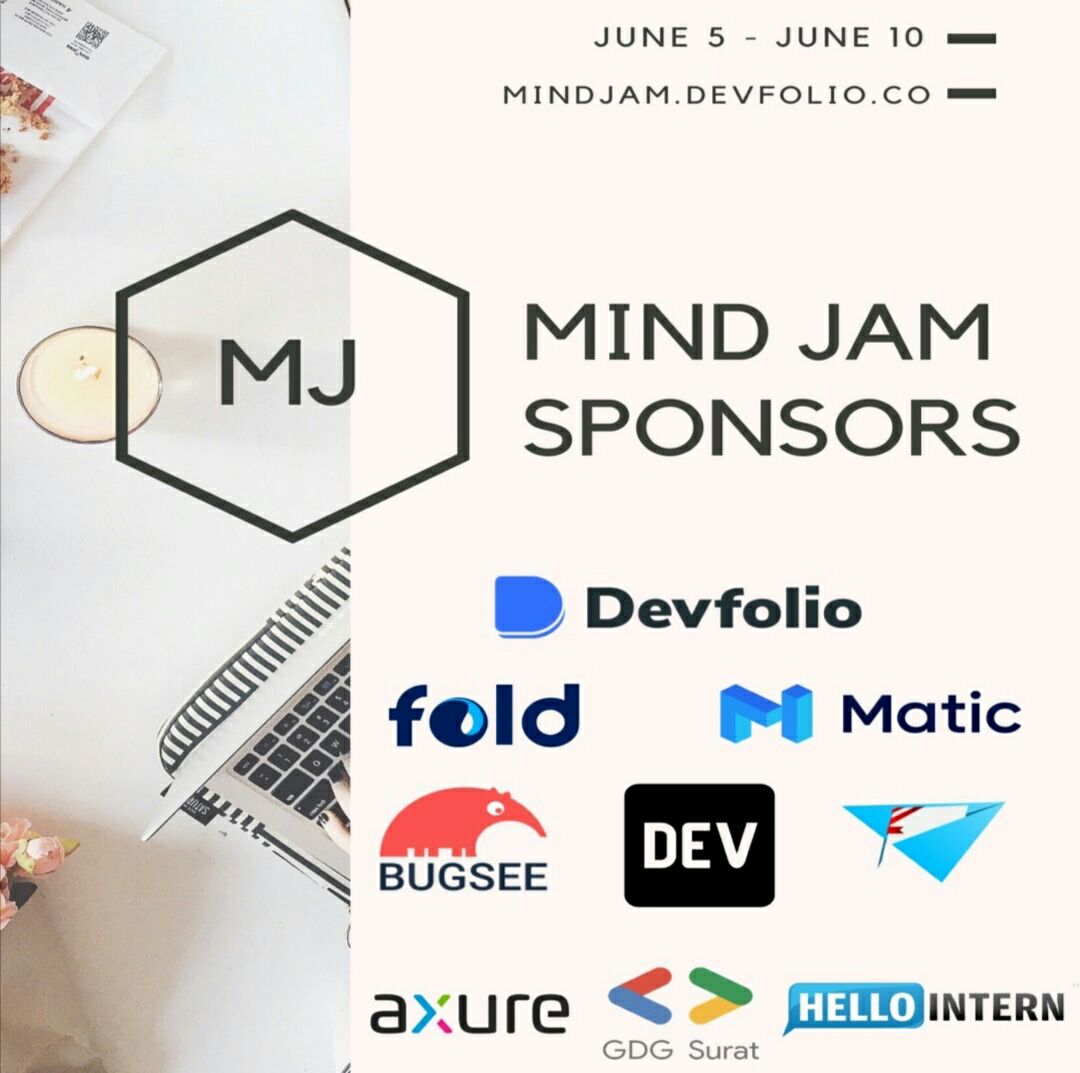 JUNE 5 - JUNE 10
MINDJAM.DEVFOLIO.CO
MJ
MIND JAM
SPONSORS
Devfolio
fold
Matic
BUGSEE
DEV
axure
GDG Surat
HELLO INTERN